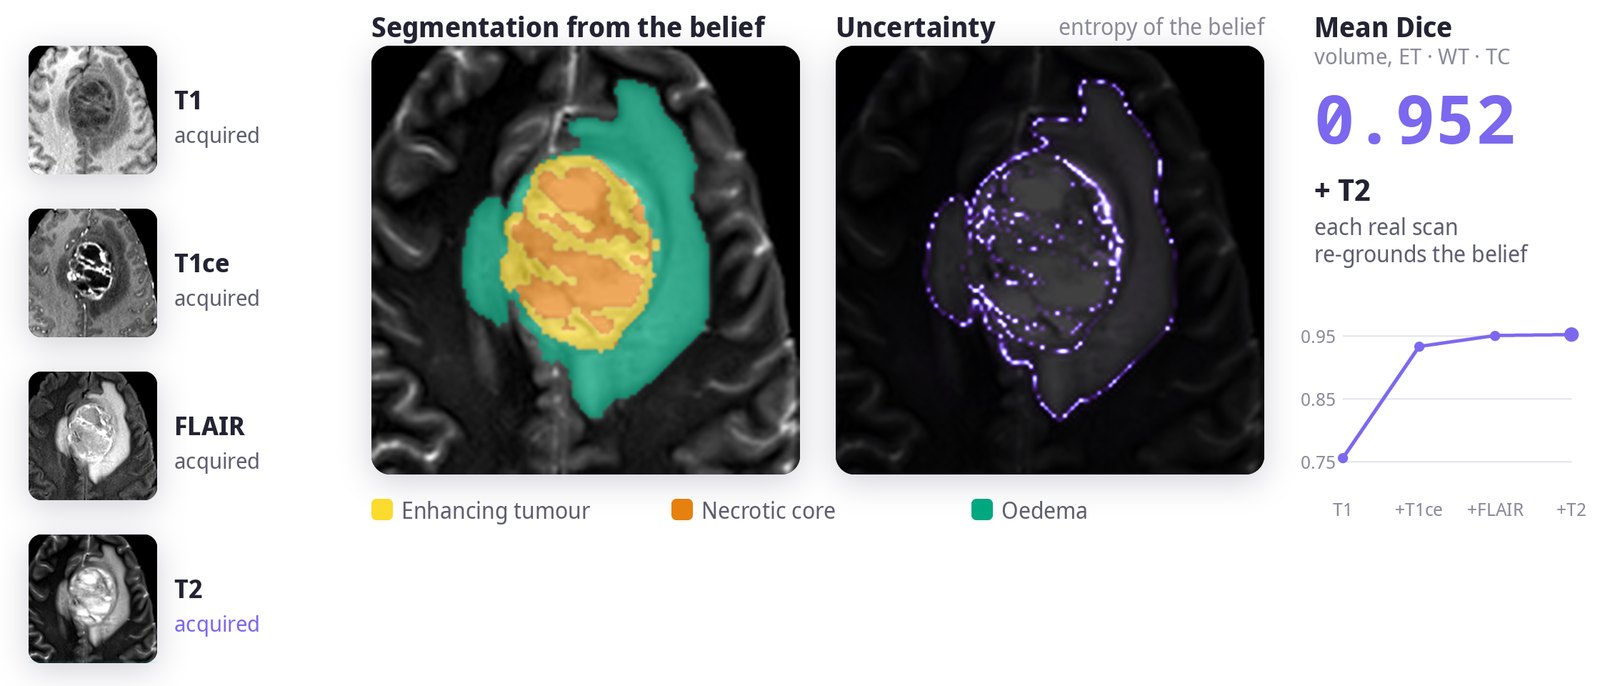 T1
acquired
T1ce
acquired
FLAIR
acquired
T2
acquired
Segmentation from the belief
Enhancing tumour
Necrotic core
Oedema
Uncertainty
entropy of the belief
Mean Dice
volume, ET · WT · TC
0.952
+ T2
each real scan
re-grounds the belief
0.95
0.85
0.75
T1
+T1ce
+FLAIR
+T2